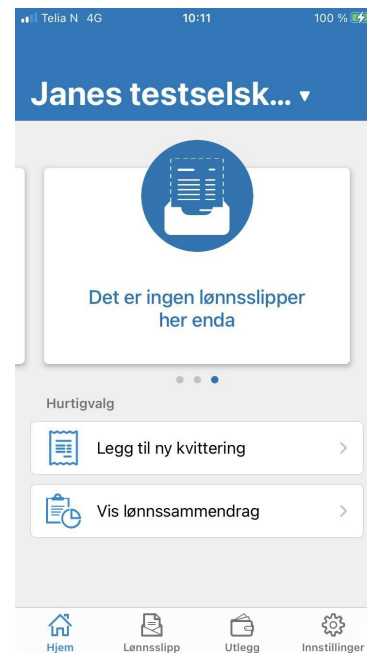 Telia N 4G 10:11 100 %
Janes testselsk...
Det er ingen lønnsslipper
her enda
Hurtigvalg
Legg til ny kvittering
Vis lønnssammendrag
Hjem Lønnsslipp Utlegg Innstillinger